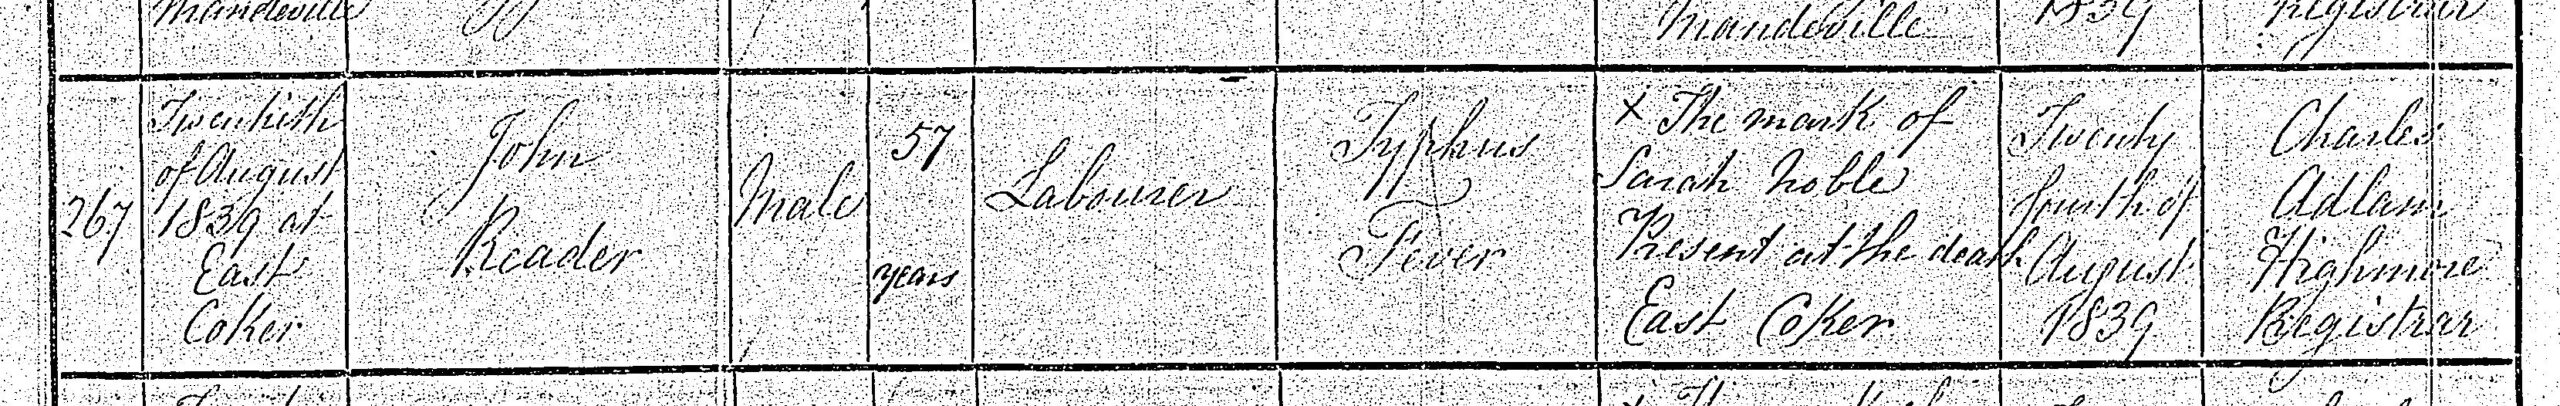 Mandeville
Mandeville
1839
Registrar
267
Twentieth
of August
1839 at
East
Coker
John
Reader
Male
57
years
Labourer
Typhus
Fever
X The mark of
Sarah Noble
Present at the death
East Coker
Twenty
fourth of
August
1839
Charles
Adlam
Highmore
Registrar